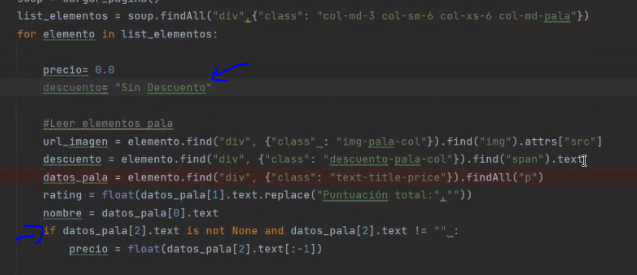 list_elementos = soup.findAll("div",{"class": "col-md-3 col-sm-6 col-xs-6 col-md-pala"})
for elemento in list_elementos:
precio= 0.0
descuento= "Sin Descuento"
#Leer elementos pala
url_imagen = elemento.find("div", {"class" : "img-pala-col"}).find("img").attrs["src"]
descuento = elemento.find("div", {"class": "descuento-pala-col"}).find("span").text
datos_pala = elemento.find("div", {"class": "text-title-price"}).findAll("p")
rating = float(datos_pala[1].text.replace("Puntuación total:",""))
nombre = datos_pala[0].text
if datos_pala[2].text is not None and datos_pala[2].text != "" :
precio = float(datos_pala[2].text[:-1])